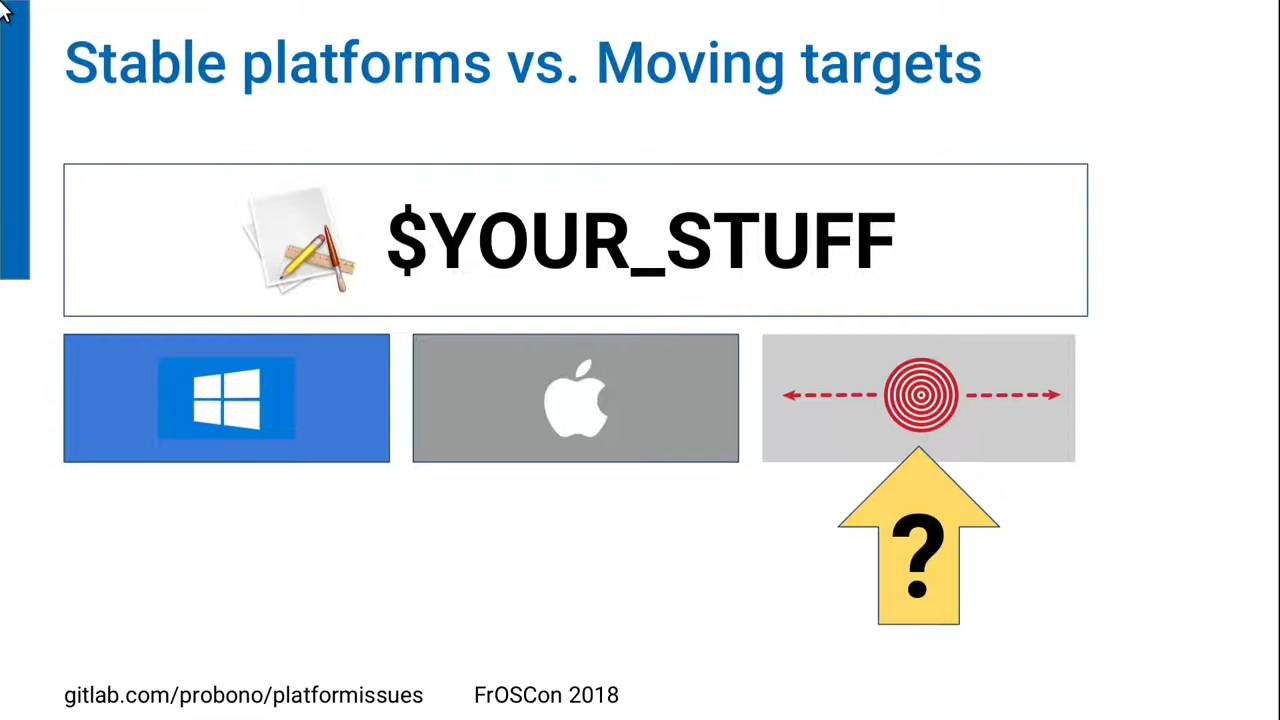 Stable platforms vs. Moving targets
$YOUR_STUFF
?
gitlab.com/probono/platformissues FrOSCon 2018